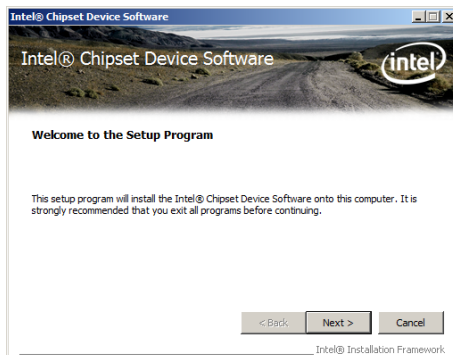 Intel® Chipset Device Software
Intel® Chipset Device Software
intel®
Welcome to the Setup Program
This setup program will install the Intel® Chipset Device Software onto this computer. It is
strongly recommended that you exit all programs before continuing.
< Back Next > Cancel
Intel® Installation Framework